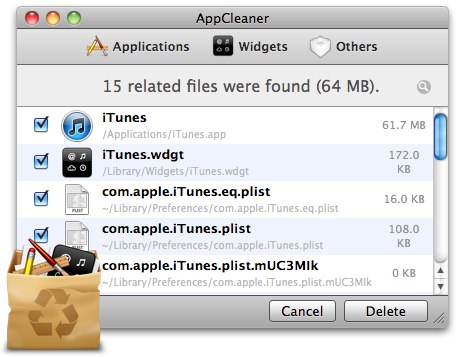 AppCleaner
Applications Widgets Others
15 related files were found (64 MB).
iTunes
/Applications/iTunes.app
61.7 MB
iTunes.wdgt
/Library/Widgets/iTunes.wdgt
172.0
KB
com.apple.iTunes.eq.plist
~/Library/Preferences/com.apple.iTunes.eq.plist
16.0 KB
PLIST
com.apple.iTunes.plist
~/Library/Preferences/com.apple.iTunes.plist
108.0
KB
com.apple.iTunes.plist.mUC3MIk
~/Library/Preferences/com.apple.iTunes.plist.mUC3MIk
0 KB
Cancel Delete